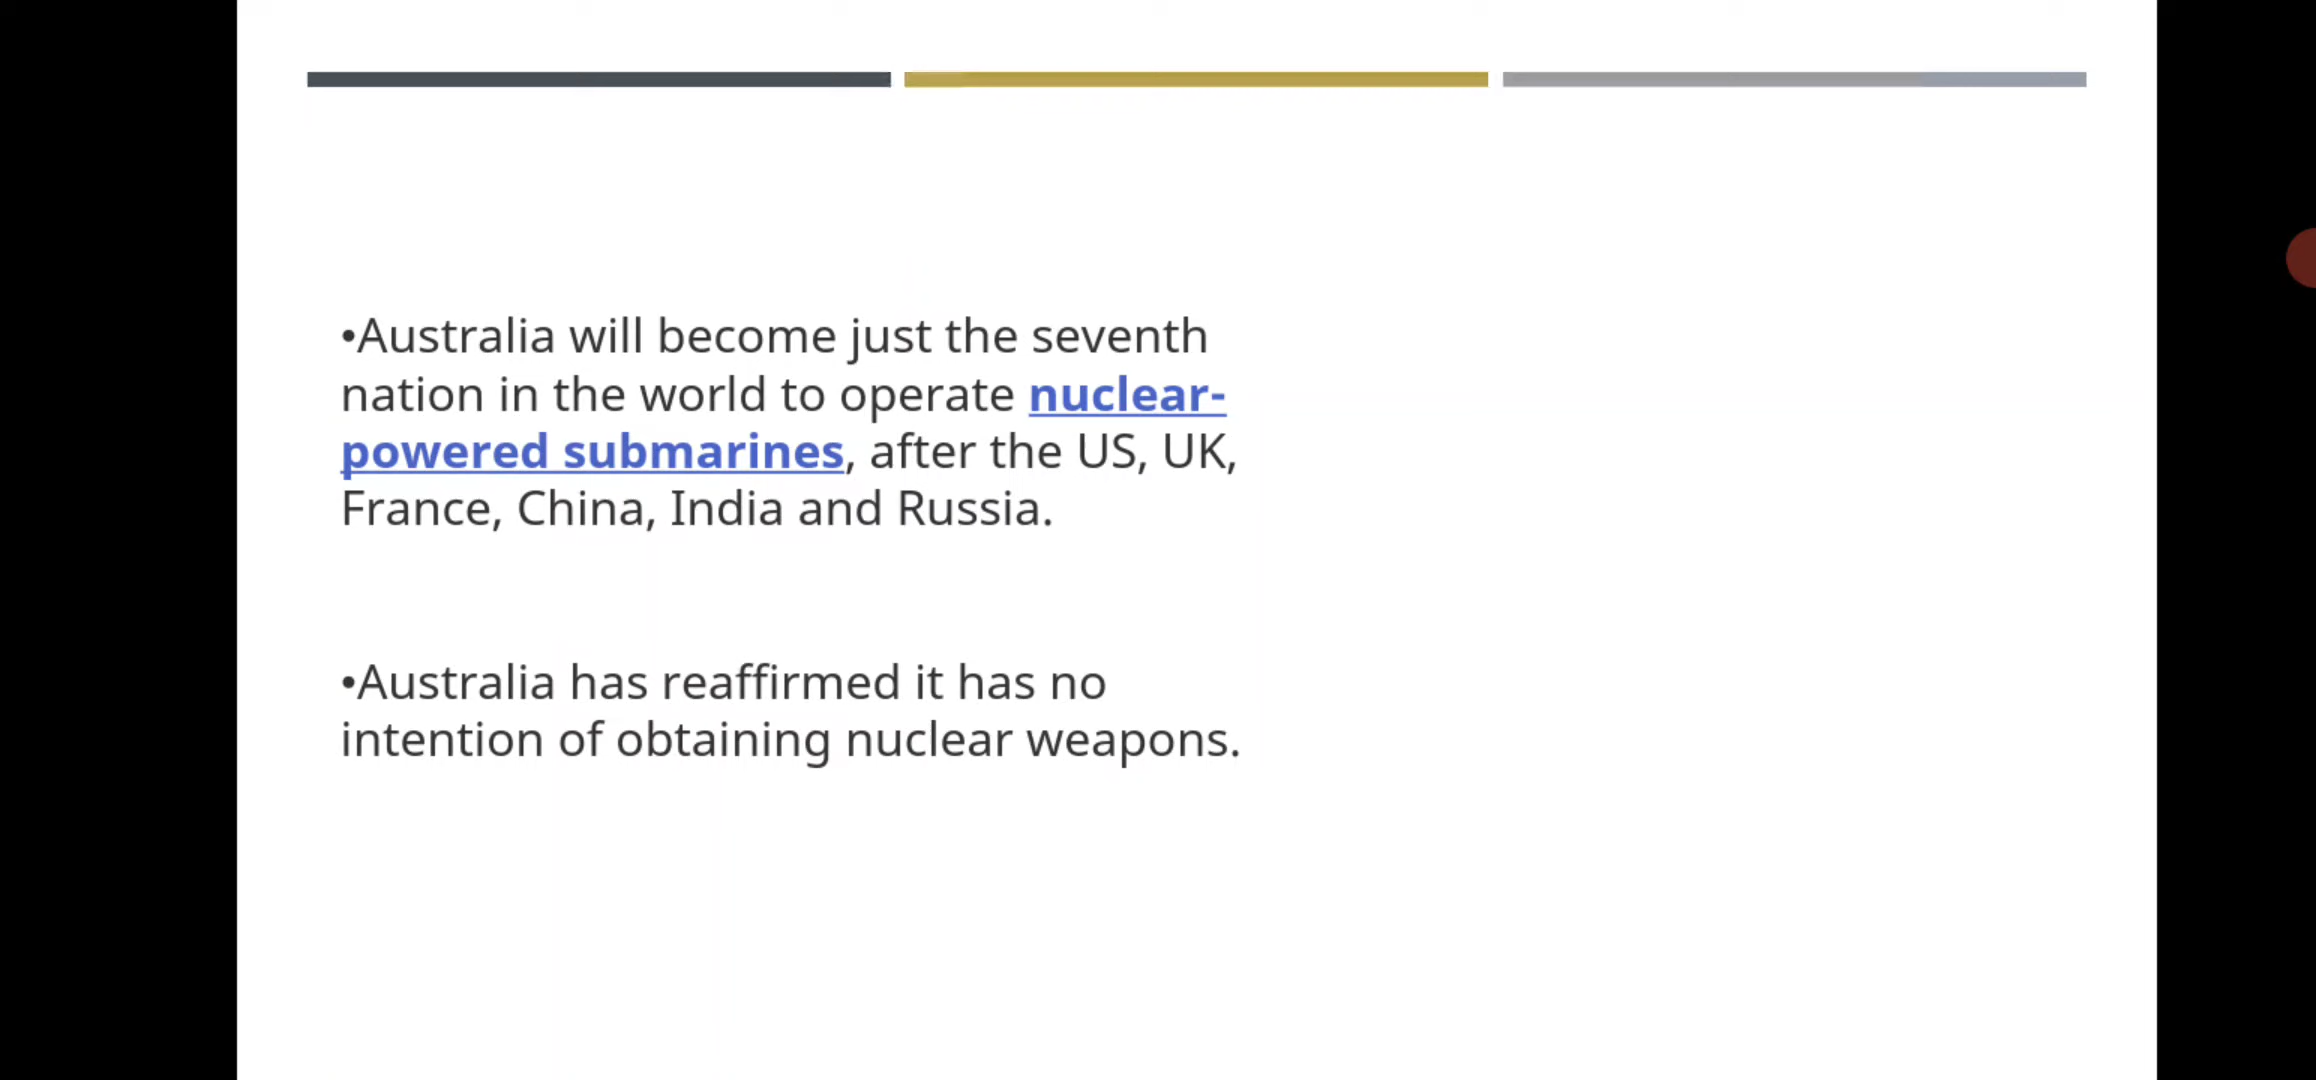 •Australia will become just the seventh
nation in the world to operate nuclear-
powered submarines, after the US, UK,
France, China, India and Russia.
•Australia has reaffirmed it has no
intention of obtaining nuclear weapons.